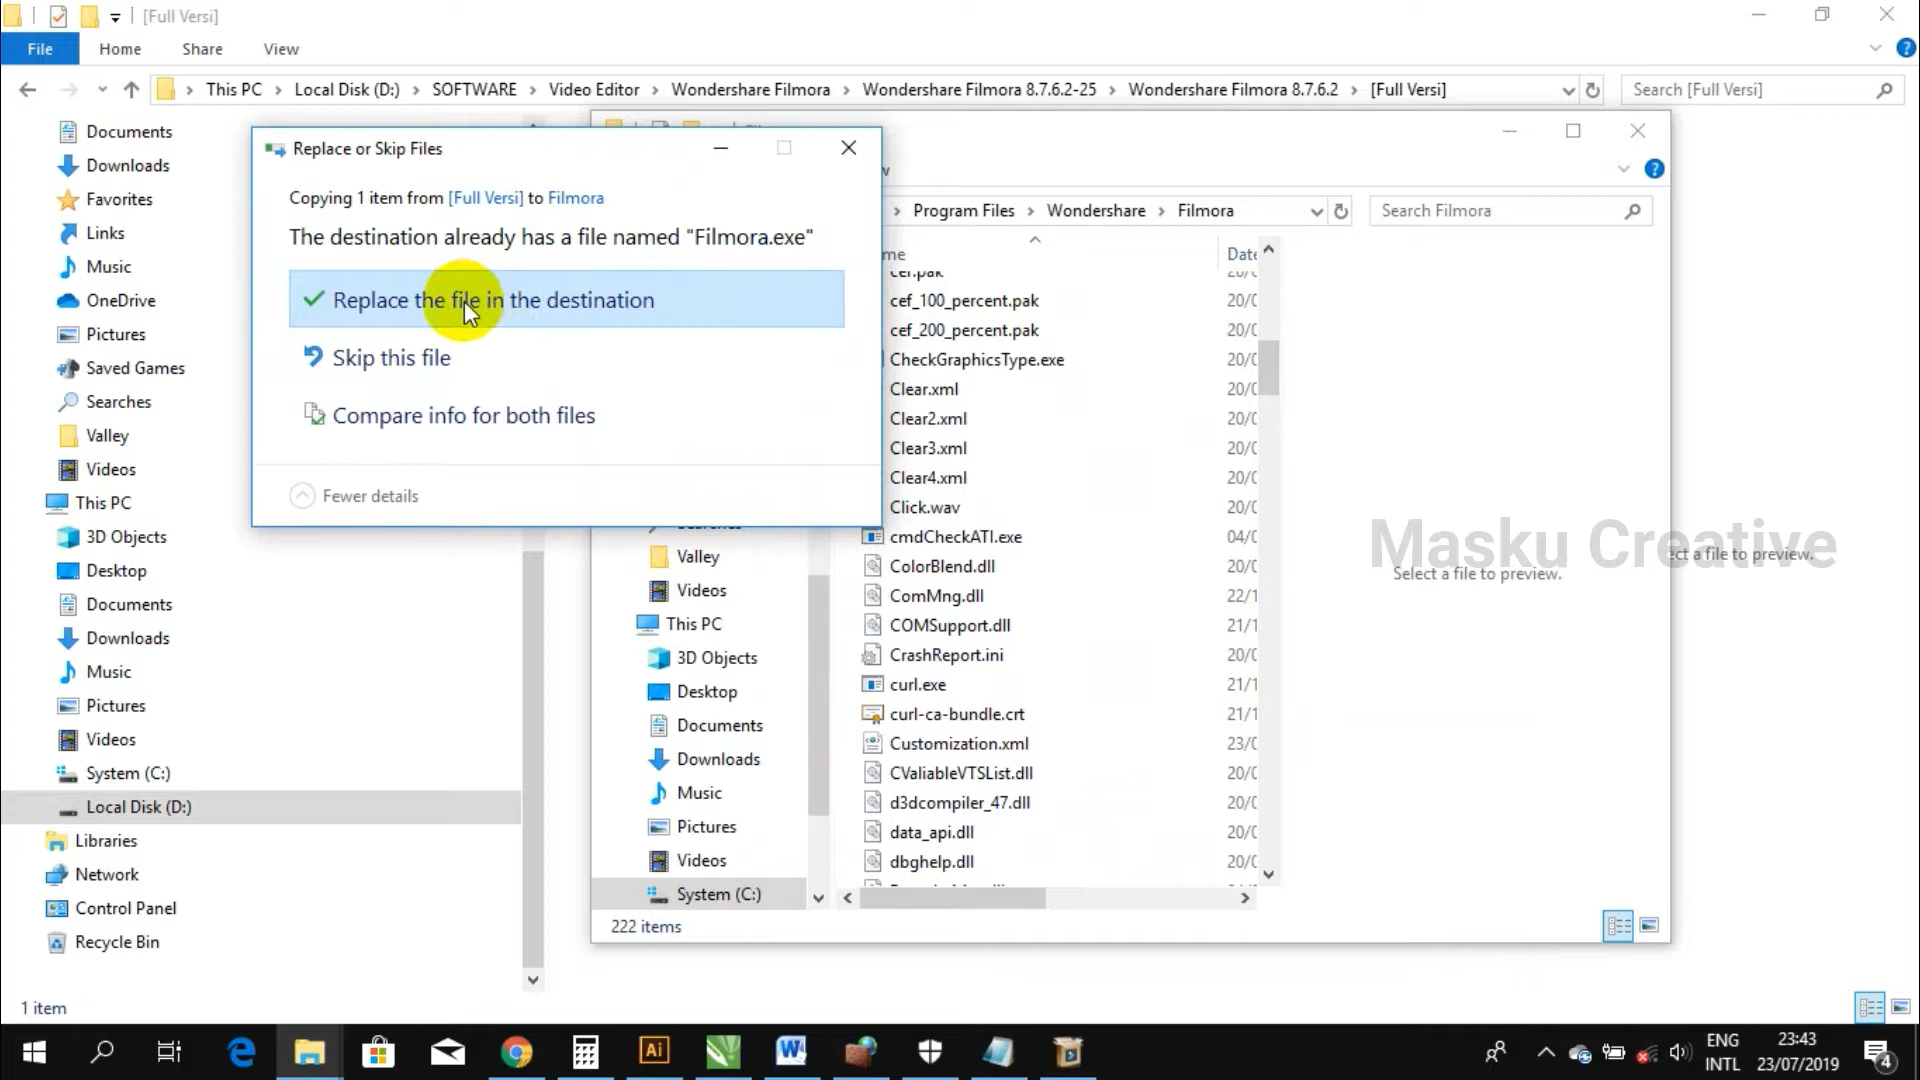 [Full Versi]
File Home Share View
This PC Local Disk (D:) SOFTWARE Video Editor Wondershare Filmora Wondershare Filmora 8.7.6.2-25 Wondershare Filmora 8.7.6.2 [Full Versi]
Search [Full Versi]
Documents
Downloads
Favorites
Links
Music
OneDrive
Pictures
Saved Games
Searches
Valley
Videos
This PC
3D Objects
Desktop
Documents
Downloads
Music
Pictures
Videos
System (C:)
Local Disk (D:)
Libraries
Network
Control Panel
Recycle Bin
1 item
Replace or Skip Files
Copying 1 item from [Full Versi] to Filmora
The destination already has a file named "Filmora.exe"
Replace the file in the destination
Skip this file
Compare info for both files
Fewer details
Program Files Wondershare Filmora
Search Filmora
Valley
Videos
This PC
3D Objects
Desktop
Documents
Downloads
Music
Pictures
Videos
System (C:)
222 items
me Date
cef.pak
cef_100_percent.pak 20/0
cef_200_percent.pak 20/0
CheckGraphicsType.exe 20/0
Clear.xml 20/0
Clear2.xml 20/0
Clear3.xml 20/0
Clear4.xml 20/0
Click.wav 20/0
cmdCheckATI.exe 04/0
ColorBlend.dll 20/0
ComMng.dll 22/1
COMSupport.dll 21/1
CrashReport.ini 20/0
curl.exe 21/1
curl-ca-bundle.crt 21/1
Customization.xml 23/0
CValiableVTSList.dll 20/0
d3dcompiler_47.dll 20/0
data_api.dll 20/0
dbghelp.dll 20/0
Masku Creative
ct a file to preview.
Select a file to preview.
ENG
INTL
23:43
23/07/2019
4